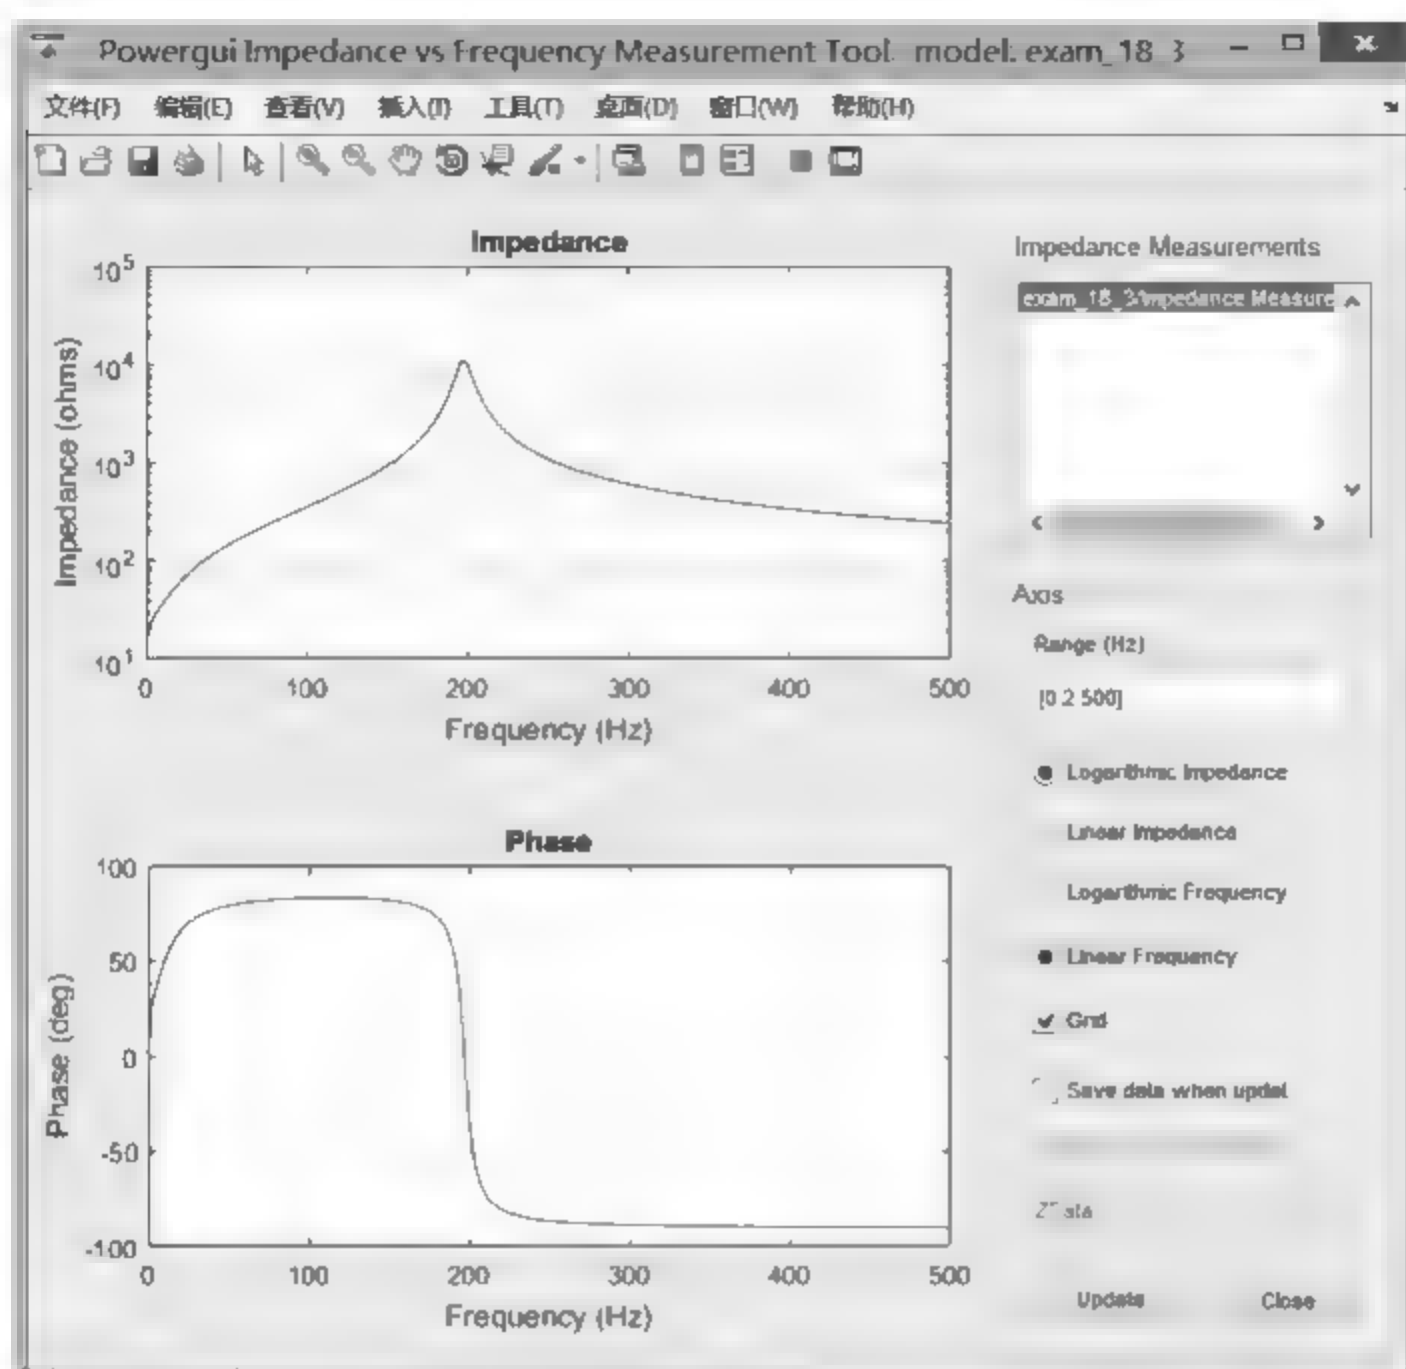 Powergui Impedance vs Frequency Measurement Tool. model: exam_18_3
文件(F) 编辑(E) 查看(V) 插入(I) 工具(T) 桌面(D) 窗口(W) 帮助(H)
Impedance
Impedance (ohms)
10^5
10^4
10^3
10^2
10^1
0 100 200 300 400 500
Frequency (Hz)
Phase
Phase (deg)
100
50
0
-50
-100
0 100 200 300 400 500
Frequency (Hz)
Impedance Measurements
exam_18_3/Impedance Measure
Axis
Range (Hz)
[0 2 500]
Logarithmic Impedance
Linear Impedance
Logarithmic Frequency
Linear Frequency
Grid
Save data when updat
Update Close